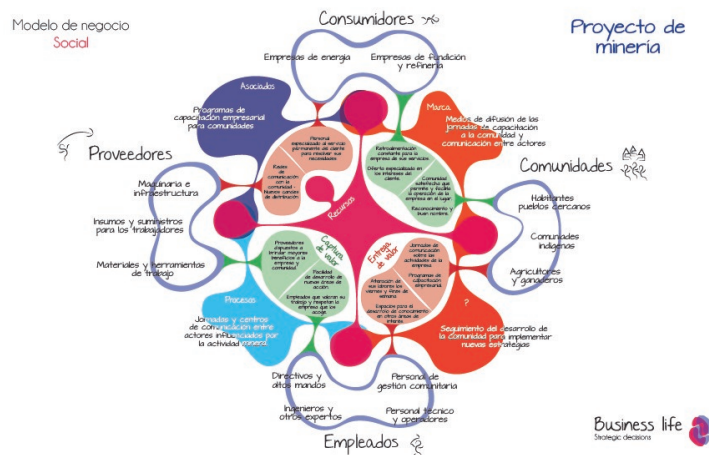 Modelo de negocio
Social
Proyecto de
minería
Consumidores
Empresas de energia
Empresas de fundición
y refineria
Asociados
Programas de
capacitación empresarial
para comunidades
Marca
Medios de difusión de las
jornadas de capacitación
a la comunidad y
comunicación entre actores
Personal
especializado al servicio
permanente del cliente
para resolver sus
necesidades
Redes
de
comunicación
con la
comunidad -
Nuevos canales
de distribución
Retroalimentación
constante para la
empresa de sus servicios.
Oferta especializada en
los intereses del
cliente.
Comunidad
satisfecha que
permite y facilita
la operación de la
empresa en el lugar.
Reconocimiento y
buen nombre.
Proveedores
Maquinaria e
infraestructura
Insumos y suministros
para los trabajadores
Materiales y herramientas
de trabajo
Comunidades
Habitantes
pueblos cercanos
Comunidades
indigenas
Agricultores
y ganaderos
Recursos
Captura
de valor
Entrega
de valor
Proveedores
dispuestos a
brindar mayores
beneficios a la
empresa y
comunidad.
Facilidad
de desarrollo de
nuevas áreas de
acción.
Empleados que valoran su
trabajo y respetan la
empresa que los
acoge.
Jornadas de
comunicación
sobre las
actividades de la
empresa.
Programas de
capacitación
empresarial.
sus labores los
viernes y fines de
semana.
Espacios para el
desarrollo de conocimiento
en otras áreas de
interés.
Procesos
Jornadas y centros
de comunicación entre
actores influenciados por
la actividad minera.
?
Seguimiento del desarrollo de
la comunidad para implementar
nuevas estrategias
Directivos y
altos mandos
Ingenieros y
otros expertos
Personal de
gestión comunitaria
Personal técnico
y operadores
Empleados
Business life
Strategic decisions